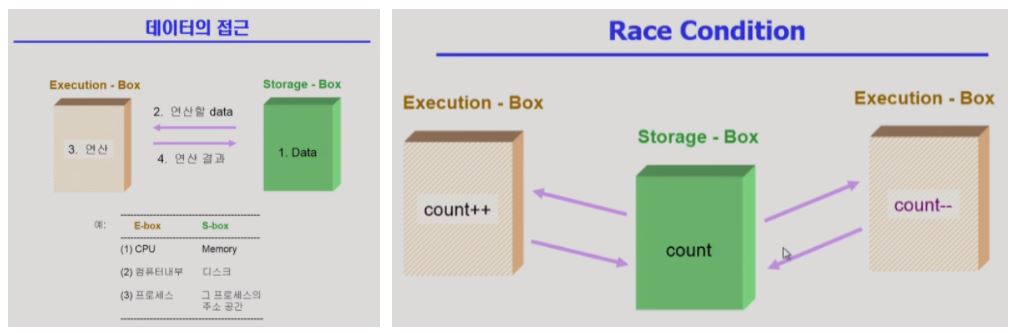 데이터의 접근
Execution - Box
Storage - Box
2. 연산할 data
3. 연산
1. Data
4. 연산 결과
예:
E-box S-box
(1) CPU Memory
(2) 컴퓨터내부 디스크
(3) 프로세스 그 프로세스의
주소 공간
Race Condition
Execution - Box
Storage - Box
Execution - Box
count++
count
count--